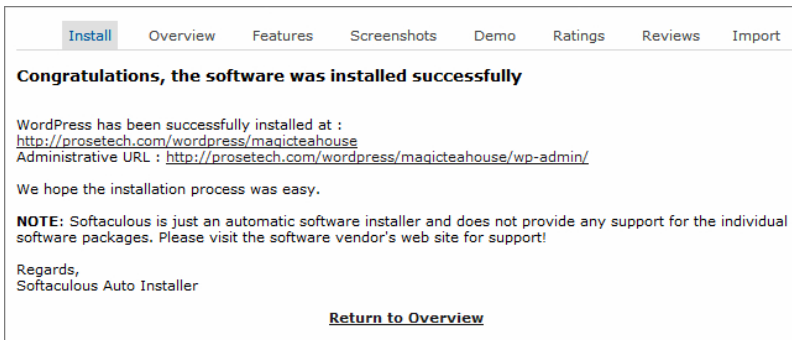 Install Overview Features Screenshots Demo Ratings Reviews Import
Congratulations, the software was installed successfully
WordPress has been successfully installed at :
http://prosetech.com/wordpress/magicteahouse
Administrative URL : http://prosetech.com/wordpress/magicteahouse/wp-admin/
We hope the installation process was easy.
NOTE: Softaculous is just an automatic software installer and does not provide any support for the individual
software packages. Please visit the software vendor's web site for support!
Regards,
Softaculous Auto Installer
Return to Overview